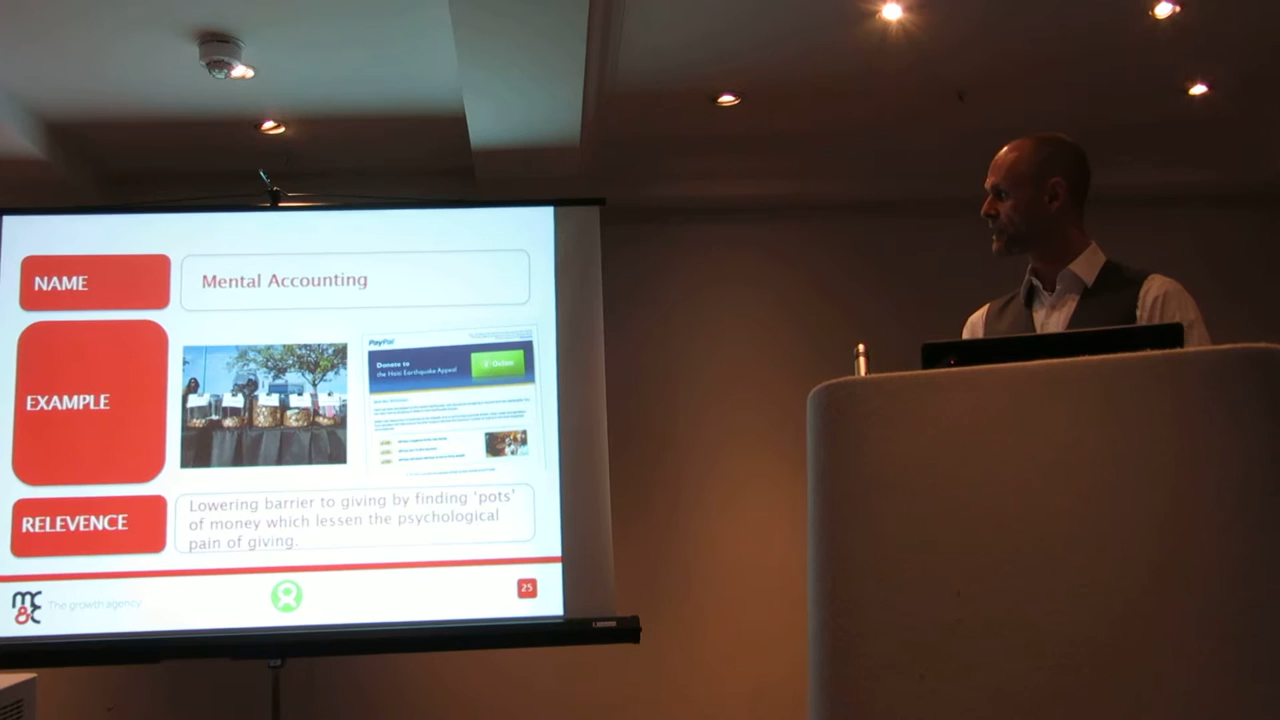 NAME
Mental Accounting
EXAMPLE
PayPal
Donate to
the Haiti Earthquake Appeal
RELEVENCE
Lowering barrier to giving by finding 'pots'
of money which lessen the psychological
pain of giving.
mc&c The growth agency
25